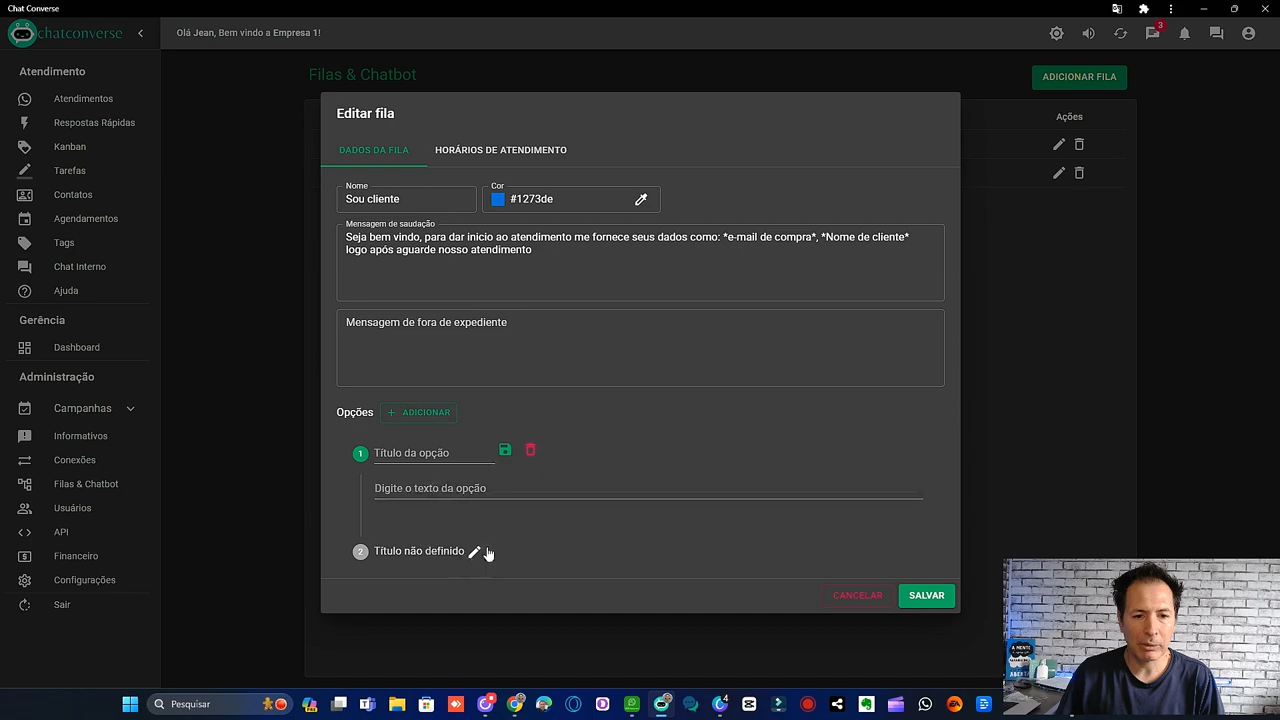 Chat Converse
chatconverse
Olá Jean, Bem vindo a Empresa 1!
3
Atendimento
Atendimentos
Respostas Rápidas
Kanban
Tarefas
Contatos
Agendamentos
Tags
Chat Interno
Ajuda
Gerência
Dashboard
Administração
Campanhas
Informativos
Conexões
Filas & Chatbot
Usuários
API
Financeiro
Configurações
Sair
Filas & Chatbot
ADICIONAR FILA
Ações
Editar fila
DADOS DA FILA
HORÁRIOS DE ATENDIMENTO
Nome
Sou cliente
Cor
#1273de
Mensagem de saudação
Seja bem vindo, para dar inicio ao atendimento me fornece seus dados como: *e-mail de compra*, *Nome de cliente*
logo após aguarde nosso atendimento
Mensagem de fora de expediente
Opções
+ ADICIONAR
1 Título da opção
Digite o texto da opção
2 Título não definido
CANCELAR
SALVAR
A MENTE
ABERTA
Pesquisar